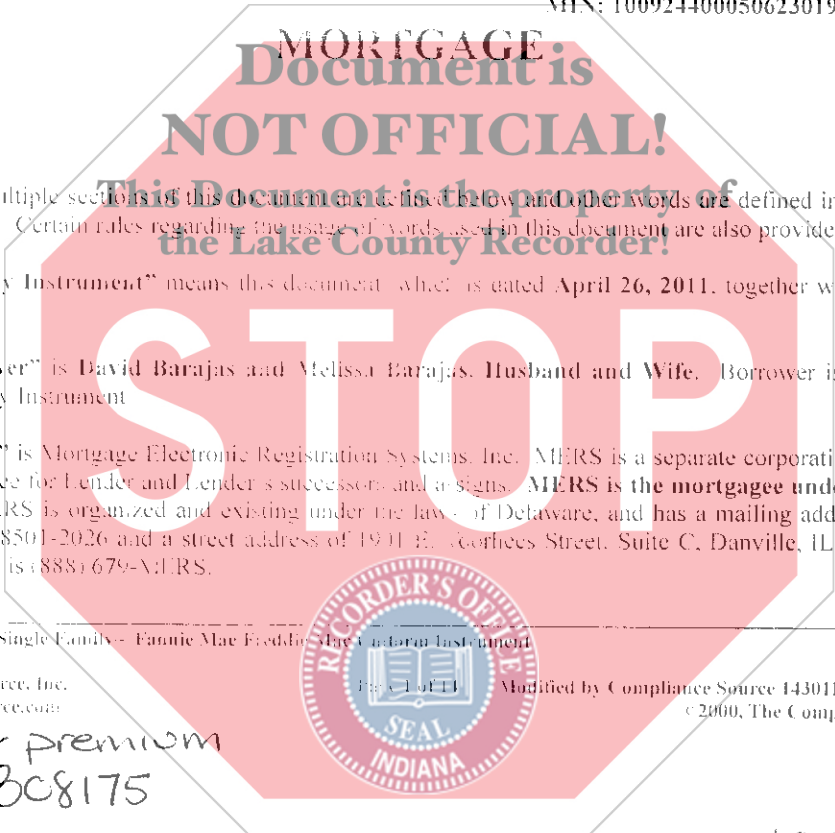 MIN: 10092440005062301
MORTGAGE
Document is
NOT OFFICIAL!
This Document is the property of
the Lake County Recorder!
ultiple sections of this document are defined below and other words are defined in
Certain rules regarding the usage of words used in this document are also provide
y Instrument” means this document, which is dated April 26, 2011, together w
STOP
er” is David Barajas and Melissa Barajas, Husband and Wife. Borrower is
y Instrument
” is Mortgage Electronic Registration Systems, Inc. MERS is a separate corporati
ee for Lender and Lender's successors and assigns. MERS is the mortgagee unde
RS is organized and existing under the laws of Delaware, and has a mailing add
8501-2026 and a street address of 1901 E. Voorhees Street, Suite C, Danville, IL
is (888) 679-MERS.
Single Family - Fannie Mae Freddie Mac Uniform Instrument
rce, Inc. Page 1 of 14 Modified by Compliance Source 14301
rce.com ©2000, The Comp
RECORDER'S OFFICE
SEAL
INDIANA
premium
308175